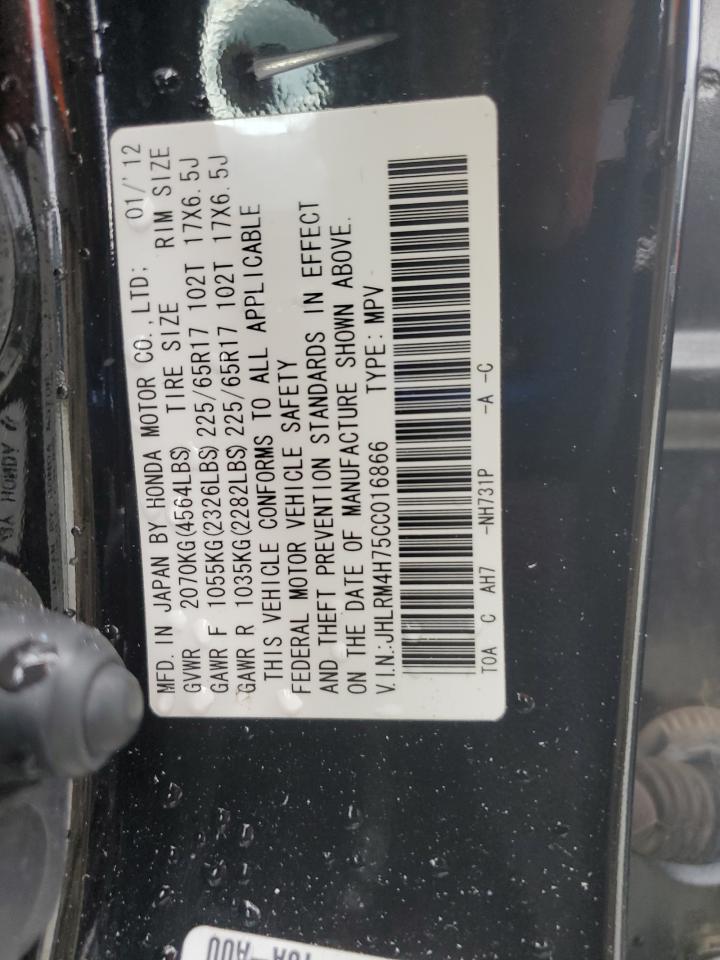 MFD. IN JAPAN BY HONDA MOTOR CO., LTD; 01/'12
GVWR 2070KG(4564LBS) TIRE SIZE RIM SIZE
GAWR F 1055KG(2326LBS) 225/65R17 102T 17X6.5J
GAWR R 1035KG(2282LBS) 225/65R17 102T 17X6.5J
THIS VEHICLE CONFORMS TO ALL APPLICABLE
FEDERAL MOTOR VEHICLE SAFETY
AND THEFT PREVENTION STANDARDS IN EFFECT
ON THE DATE OF MANUFACTURE SHOWN ABOVE.
V.I.N.:JHLRM4H75CC016866 TYPE: MPV
TOA C AH7 -NH731P -A -C